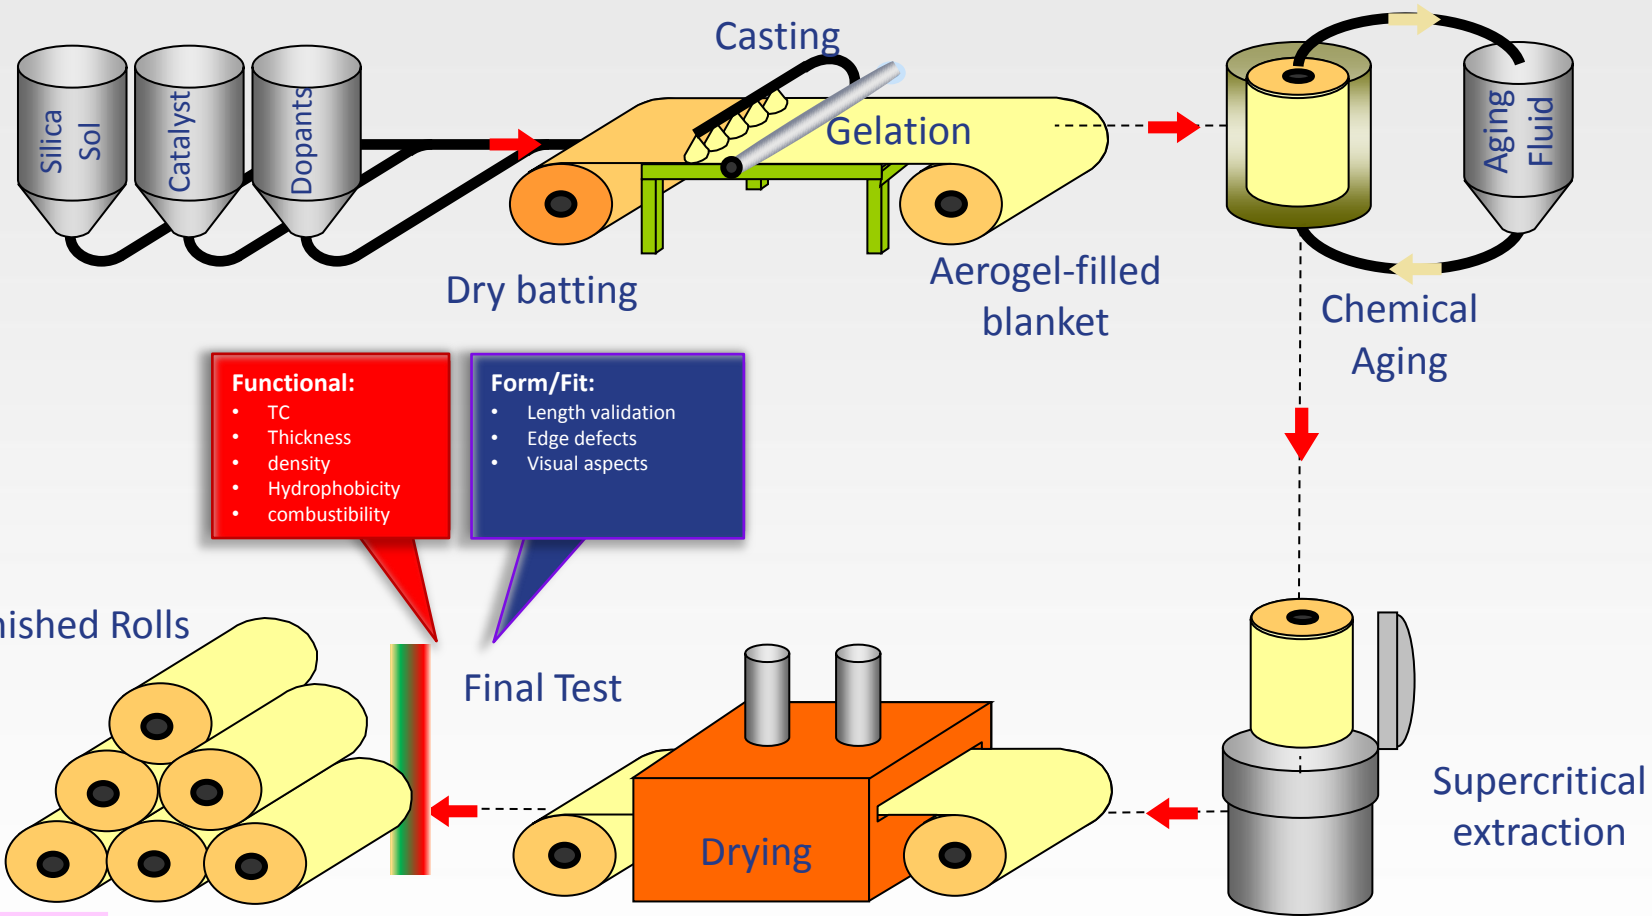 Silica
Sol
Catalyst
Dopants
Casting
Gelation
Dry batting
Aerogel-filled
blanket
Aging
Fluid
Chemical
Aging
Functional:
• TC
• Thickness
• density
• Hydrophobicity
• combustibility
Form/Fit:
• Length validation
• Edge defects
• Visual aspects
nished Rolls
Final Test
Drying
Supercritical
extraction